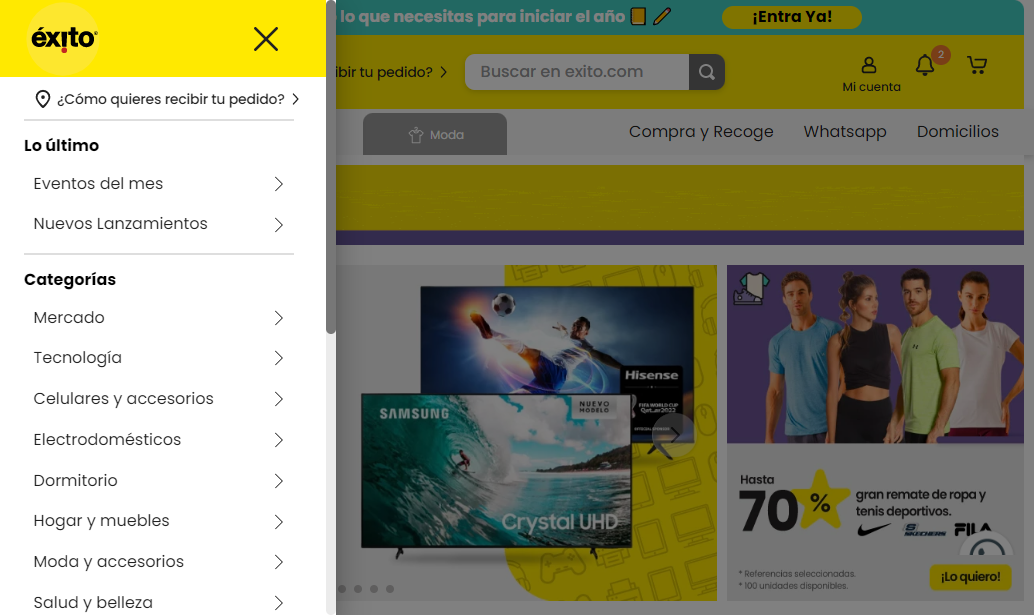 éxito
¿Cómo quieres recibir tu pedido?
Lo último
Eventos del mes
Nuevos Lanzamientos
Categorías
Mercado
Tecnología
Celulares y accesorios
Electrodomésticos
Dormitorio
Hogar y muebles
Moda y accesorios
Salud y belleza
lo que necesitas para iniciar el año
¡Entra Ya!
ibir tu pedido?
Buscar en exito.com
Mi cuenta
2
Moda
Compra y Recoge
Whatsapp
Domicilios
Hisense
FIFA WORLD CUP
Qatar2022
OFFICIAL SPONSOR
SAMSUNG
NUEVO
MODELO
Crystal UHD
Hasta
70%
gran remate de ropa y
tenis deportivos.
SKECHERS
FILA
* Referencias seleccionadas.
* 100 unidades disponibles.
¡Lo quiero!